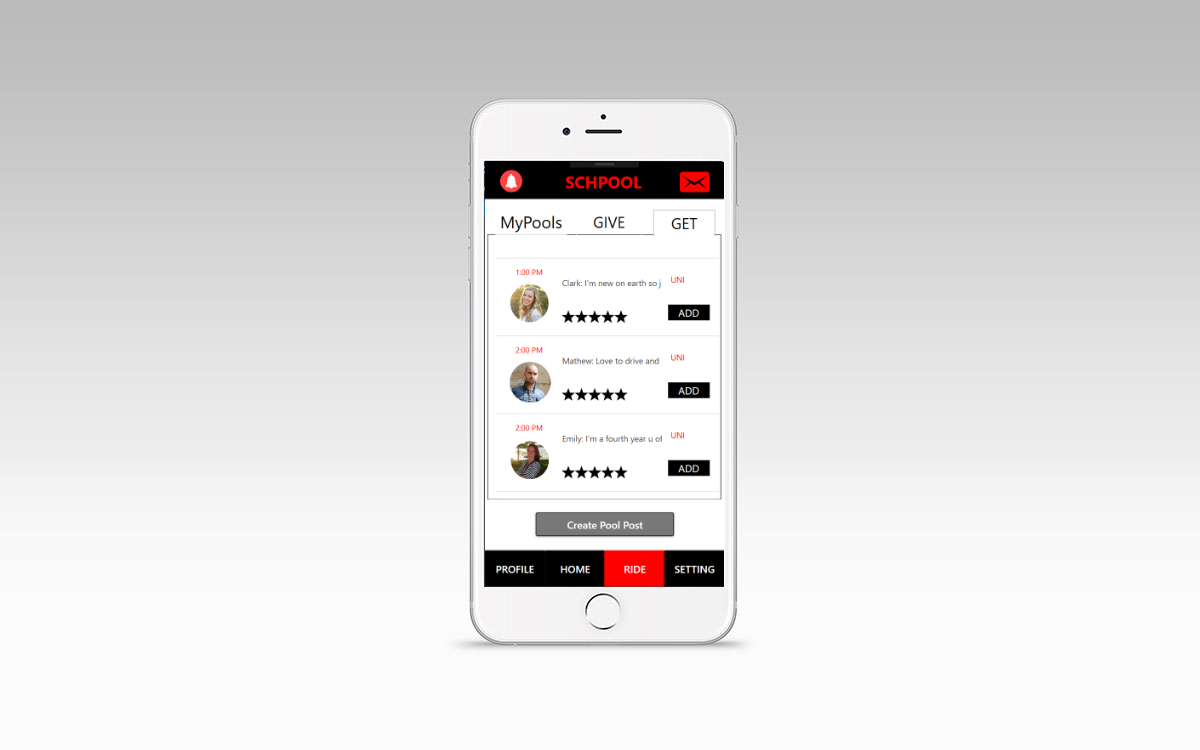 SCHPOOL
MyPools GIVE GET
1:00 PM
Clark: I'm new on earth so j
UNI
ADD
2:00 PM
Mathew: Love to drive and
UNI
ADD
2:00 PM
Emily: I'm a fourth year u of
UNI
ADD
Create Pool Post
PROFILE HOME RIDE SETTING